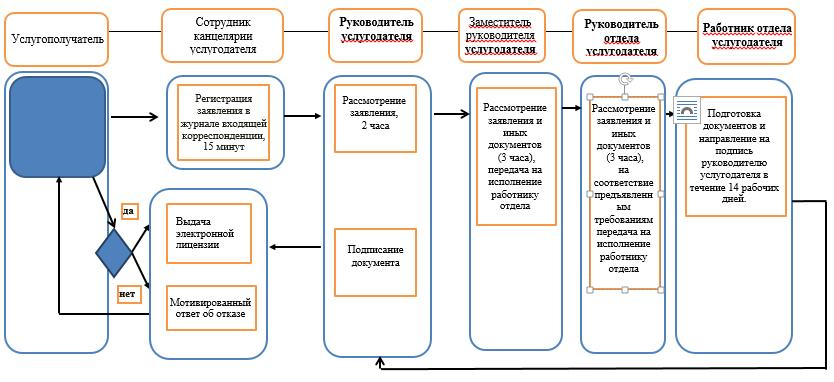 Услугополучатель
Сотрудник
канцелярии
услугодателя
Руководитель
услугодателя
Заместитель
руководителя
услугодателя
Руководитель
отдела
услугодателя
Работник отдела
услугодателя
Регистрация
заявления в
журнале входящей
корреспонденции,
15 минут
Рассмотрение
заявления,
2 часа
Рассмотрение
заявления и
иных
документов
(3 часа),
передача на
исполнение
работнику
отдела
Рассмотрение
заявления и
иных
документов
(3 часа),
на
соответствие
предъявленн
ым
требованиям
передача на
исполнение
работнику
отдела
Подготовка
документов и
направление на
подпись
руководителю
услугодателя в
течение 14 рабочих
дней.
да
Выдача
электронной
лицензии
Подписание
документа
нет
Мотивированный
ответ об отказе